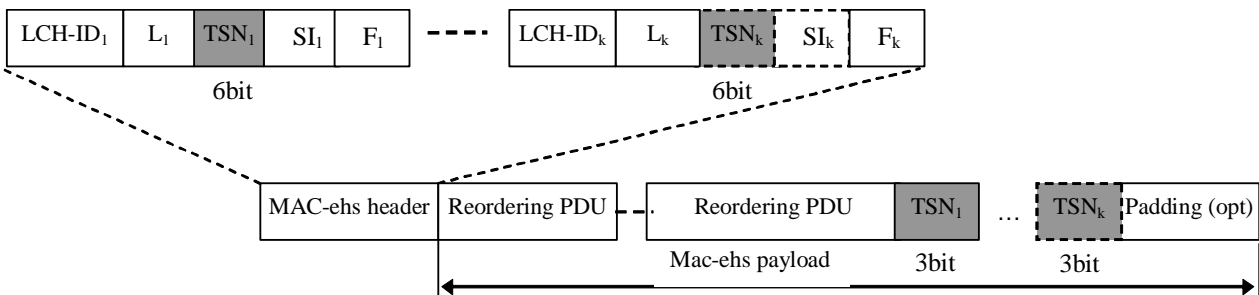 LCH-ID₁ L₁ TSN₁ SI₁ F₁ LCH-IDₖ Lₖ TSNₖ SIₖ Fₖ
6bit 6bit
MAC-ehs header Reordering PDU Reordering PDU TSN₁ ... TSNₖ Padding (opt)
Mac-ehs payload 3bit 3bit